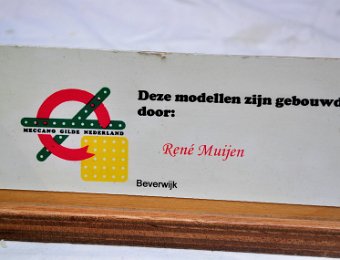 MECCANO GILDE NEDERLAND
Deze modellen zijn gebouwd
door:
René Muijen
Beverwijk